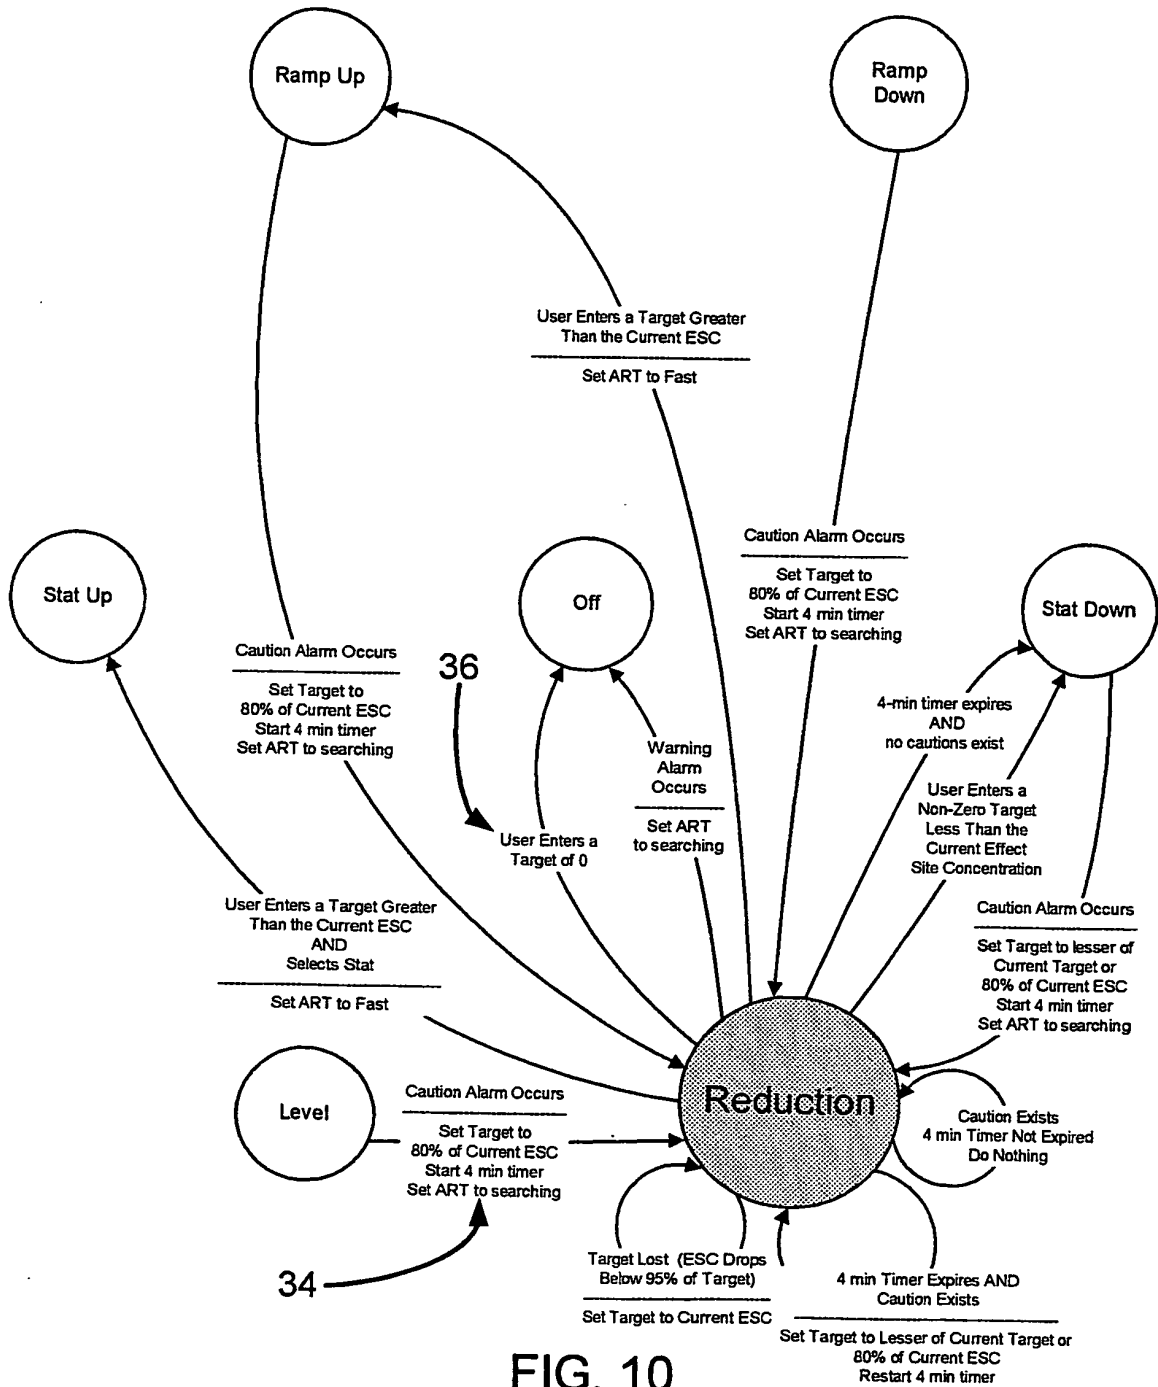 Ramp Up
Ramp
Down
User Enters a Target Greater
Than the Current ESC
Set ART to Fast
Caution Alarm Occurs
Set Target to
80% of Current ESC
Start 4 min timer
Set ART to searching
Stat Up
Off
Stat Down
Caution Alarm Occurs
Set Target to
80% of Current ESC
Start 4 min timer
Set ART to searching
36
User Enters a
Target of 0
Warning
Alarm
Occurs
Set ART
to searching
4-min timer expires
AND
no cautions exist
User Enters a
Non-Zero Target
Less Than the
Current Effect
Site Concentration
User Enters a Target Greater
Than the Current ESC
AND
Selects Stat
Set ART to Fast
Caution Alarm Occurs
Set Target to lesser of
Current Target or
80% of Current ESC
Start 4 min timer
Set ART to searching
Level
Caution Alarm Occurs
Set Target to
80% of Current ESC
Start 4 min timer
Set ART to searching
Reduction
Caution Exists
4 min Timer Not Expired
Do Nothing
34
Target Lost (ESC Drops
Below 95% of Target)
Set Target to Current ESC
4 min Timer Expires AND
Caution Exists
Set Target to Lesser of Current Target or
80% of Current ESC
Restart 4 min timer
FIG. 10